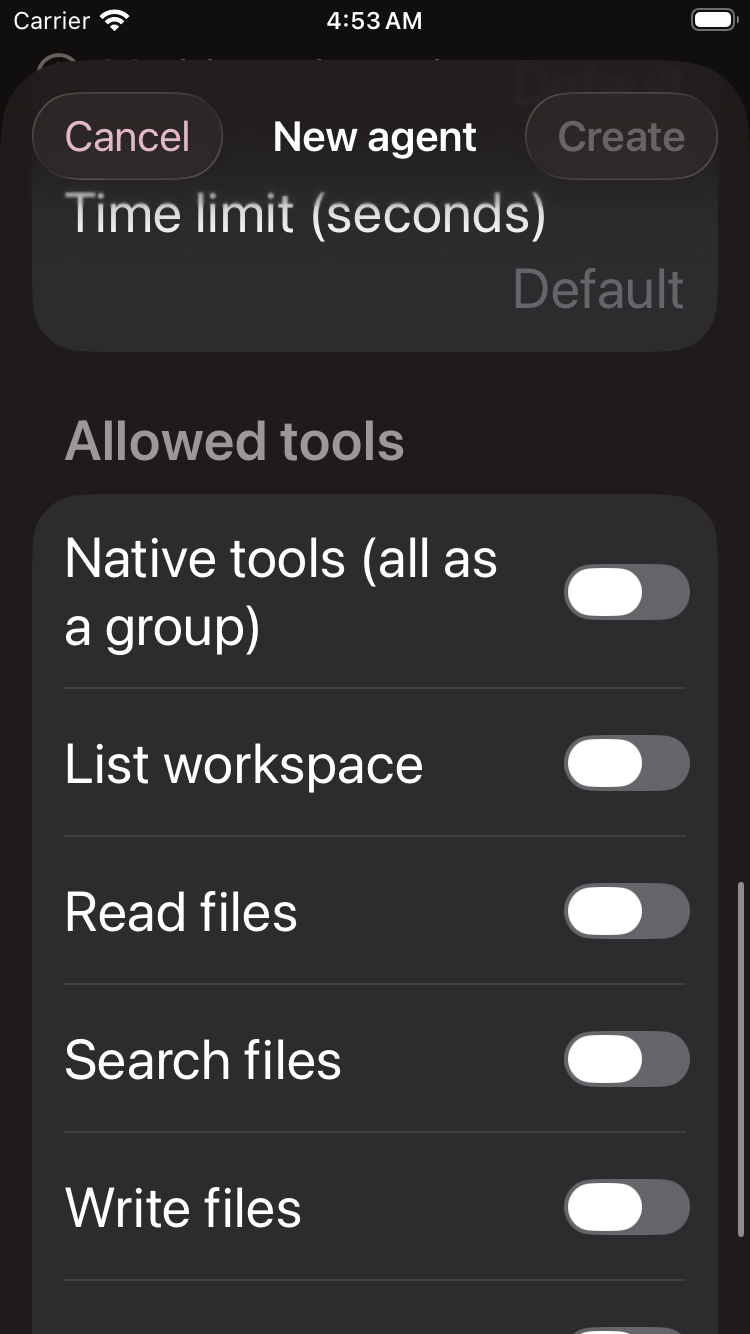 Carrier
4:53 AM
Cancel
New agent
Create
Time limit (seconds)
Default
Allowed tools
Native tools (all as
a group)
List workspace
Read files
Search files
Write files